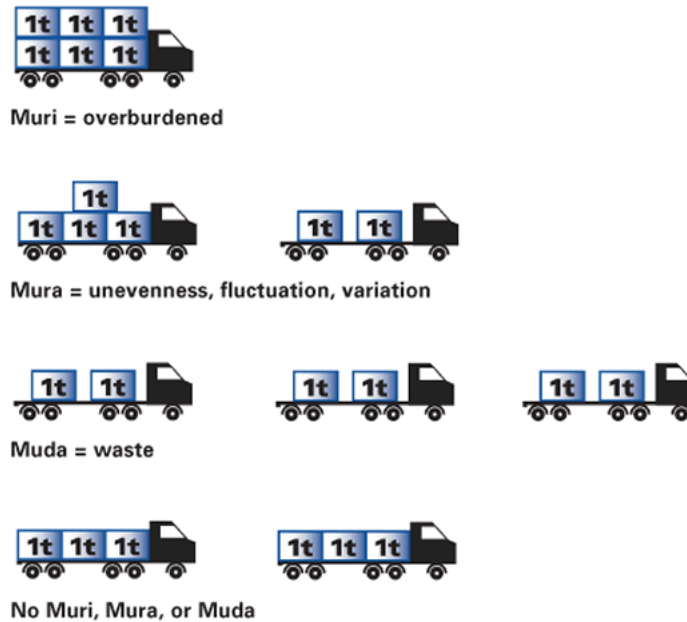 1t 1t 1t
1t 1t 1t
Muri = overburdened
1t
1t 1t 1t 1t 1t
Mura = unevenness, fluctuation, variation
1t 1t 1t 1t 1t 1t
Muda = waste
1t 1t 1t 1t 1t 1t
No Muri, Mura, or Muda